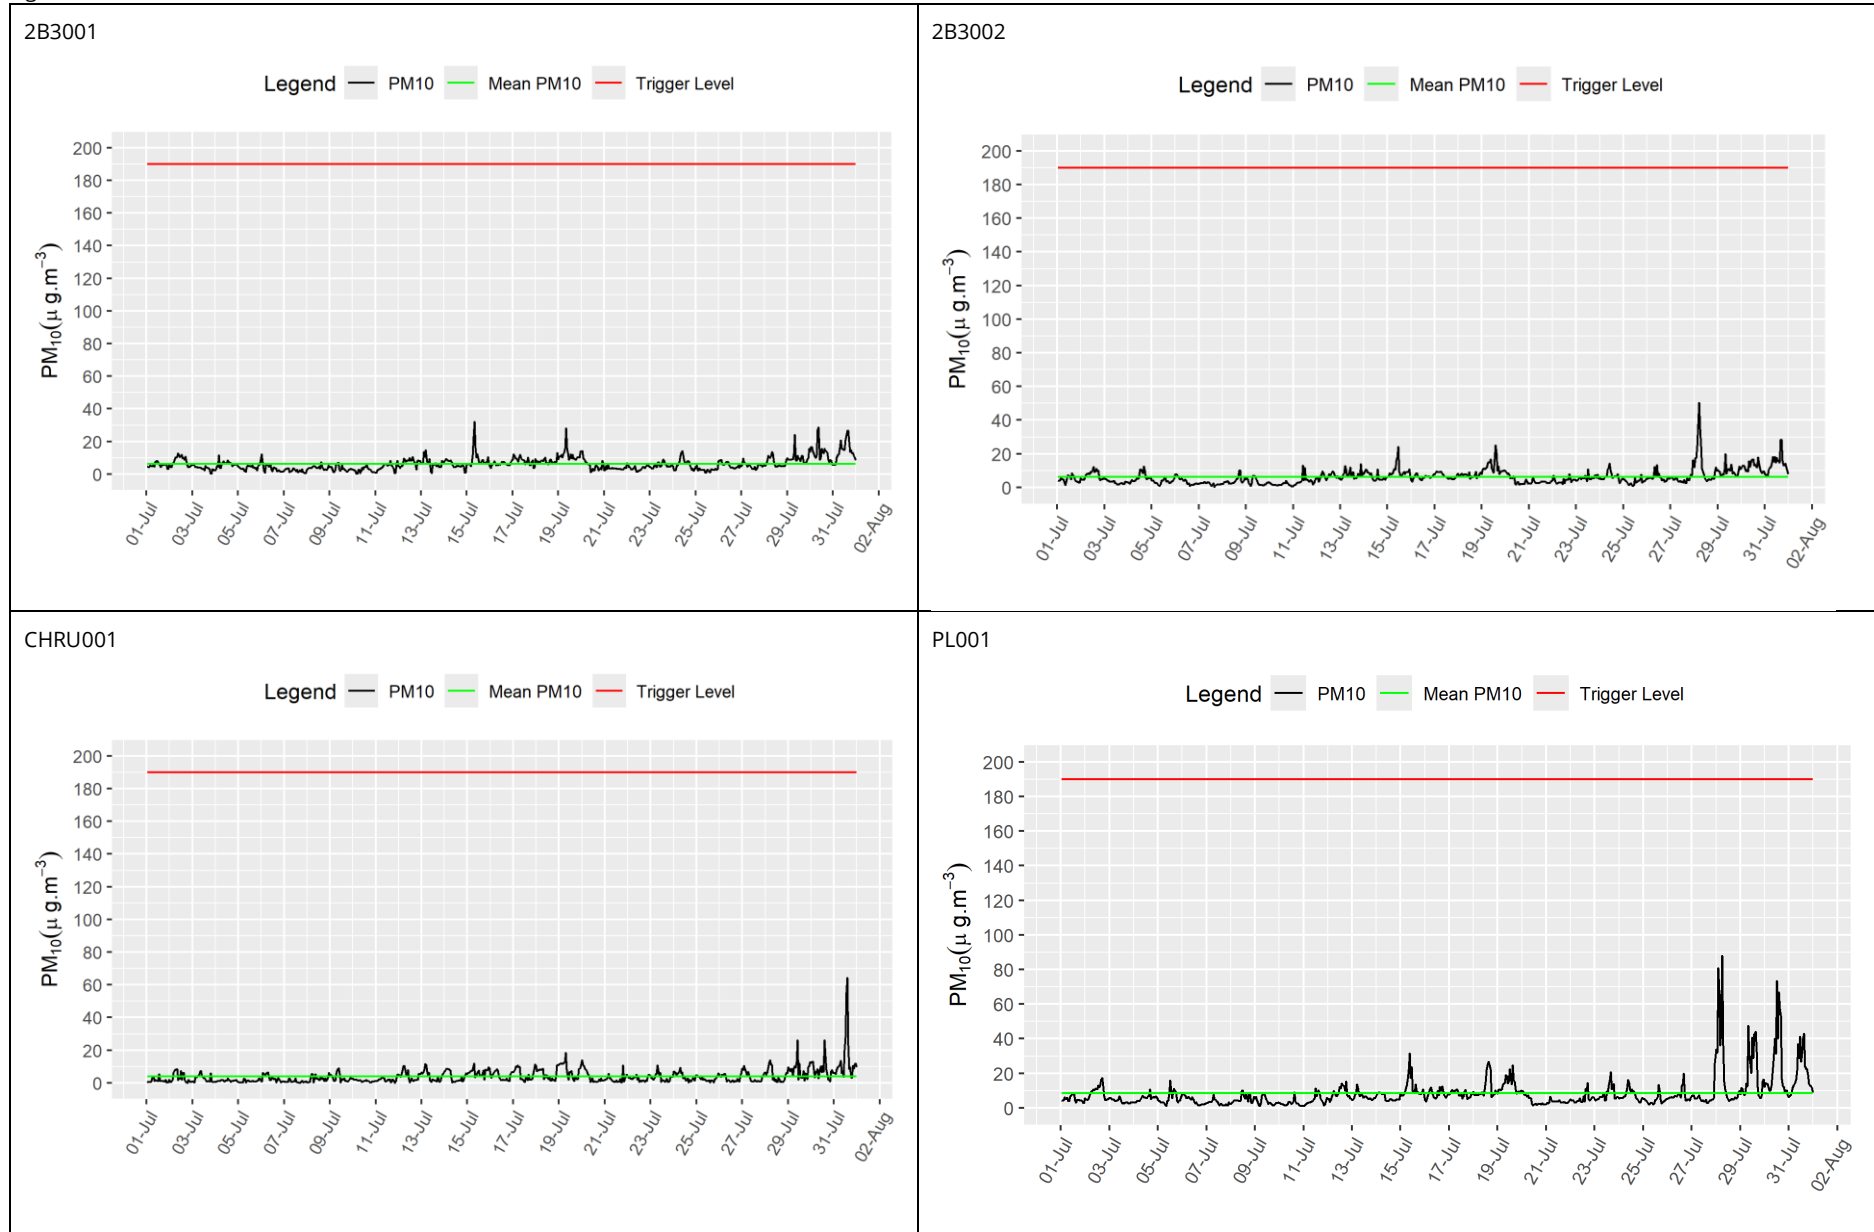 2B3001
Legend PM10 Mean PM10 Trigger Level
200
180
160
140
120
100
80
60
40
20
0
PM₁₀(μ g.m⁻³)
01-Jul 03-Jul 05-Jul 07-Jul 09-Jul 11-Jul 13-Jul 15-Jul 17-Jul 19-Jul 21-Jul 23-Jul 25-Jul 27-Jul 29-Jul 31-Jul 02-Aug
2B3002
Legend PM10 Mean PM10 Trigger Level
200
180
160
140
120
100
80
60
40
20
0
PM₁₀(μ g.m⁻³)
01-Jul 03-Jul 05-Jul 07-Jul 09-Jul 11-Jul 13-Jul 15-Jul 17-Jul 19-Jul 21-Jul 23-Jul 25-Jul 27-Jul 29-Jul 31-Jul 02-Aug
CHRU001
Legend PM10 Mean PM10 Trigger Level
200
180
160
140
120
100
80
60
40
20
0
PM₁₀(μ g.m⁻³)
01-Jul 03-Jul 05-Jul 07-Jul 09-Jul 11-Jul 13-Jul 15-Jul 17-Jul 19-Jul 21-Jul 23-Jul 25-Jul 27-Jul 29-Jul 31-Jul 02-Aug
PL001
Legend PM10 Mean PM10 Trigger Level
200
180
160
140
120
100
80
60
40
20
0
PM₁₀(μ g.m⁻³)
01-Jul 03-Jul 05-Jul 07-Jul 09-Jul 11-Jul 13-Jul 15-Jul 17-Jul 19-Jul 21-Jul 23-Jul 25-Jul 27-Jul 29-Jul 31-Jul 02-Aug